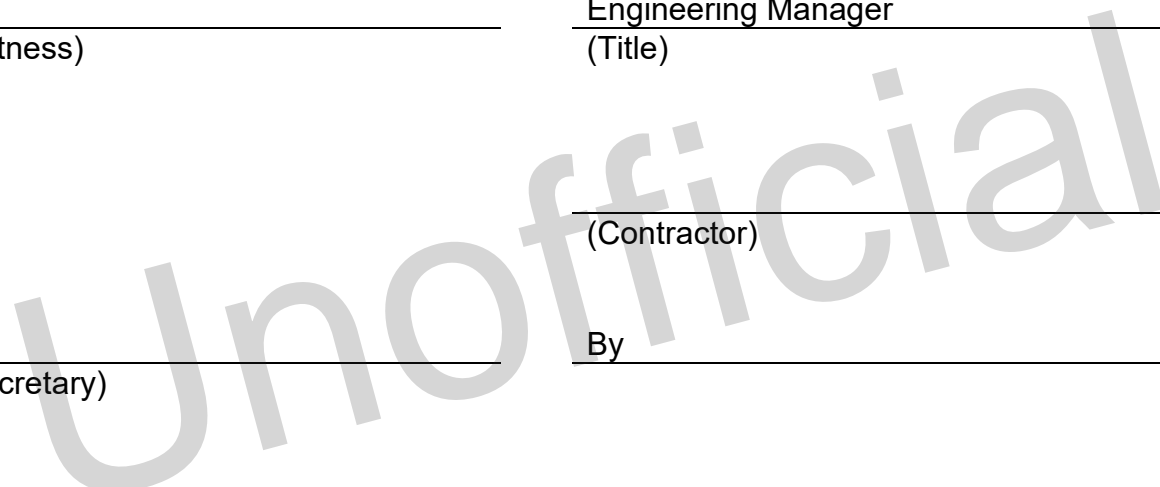 Engineering Manager
tness)
(Title)
(Contractor)
By
cretary)
Unofficial